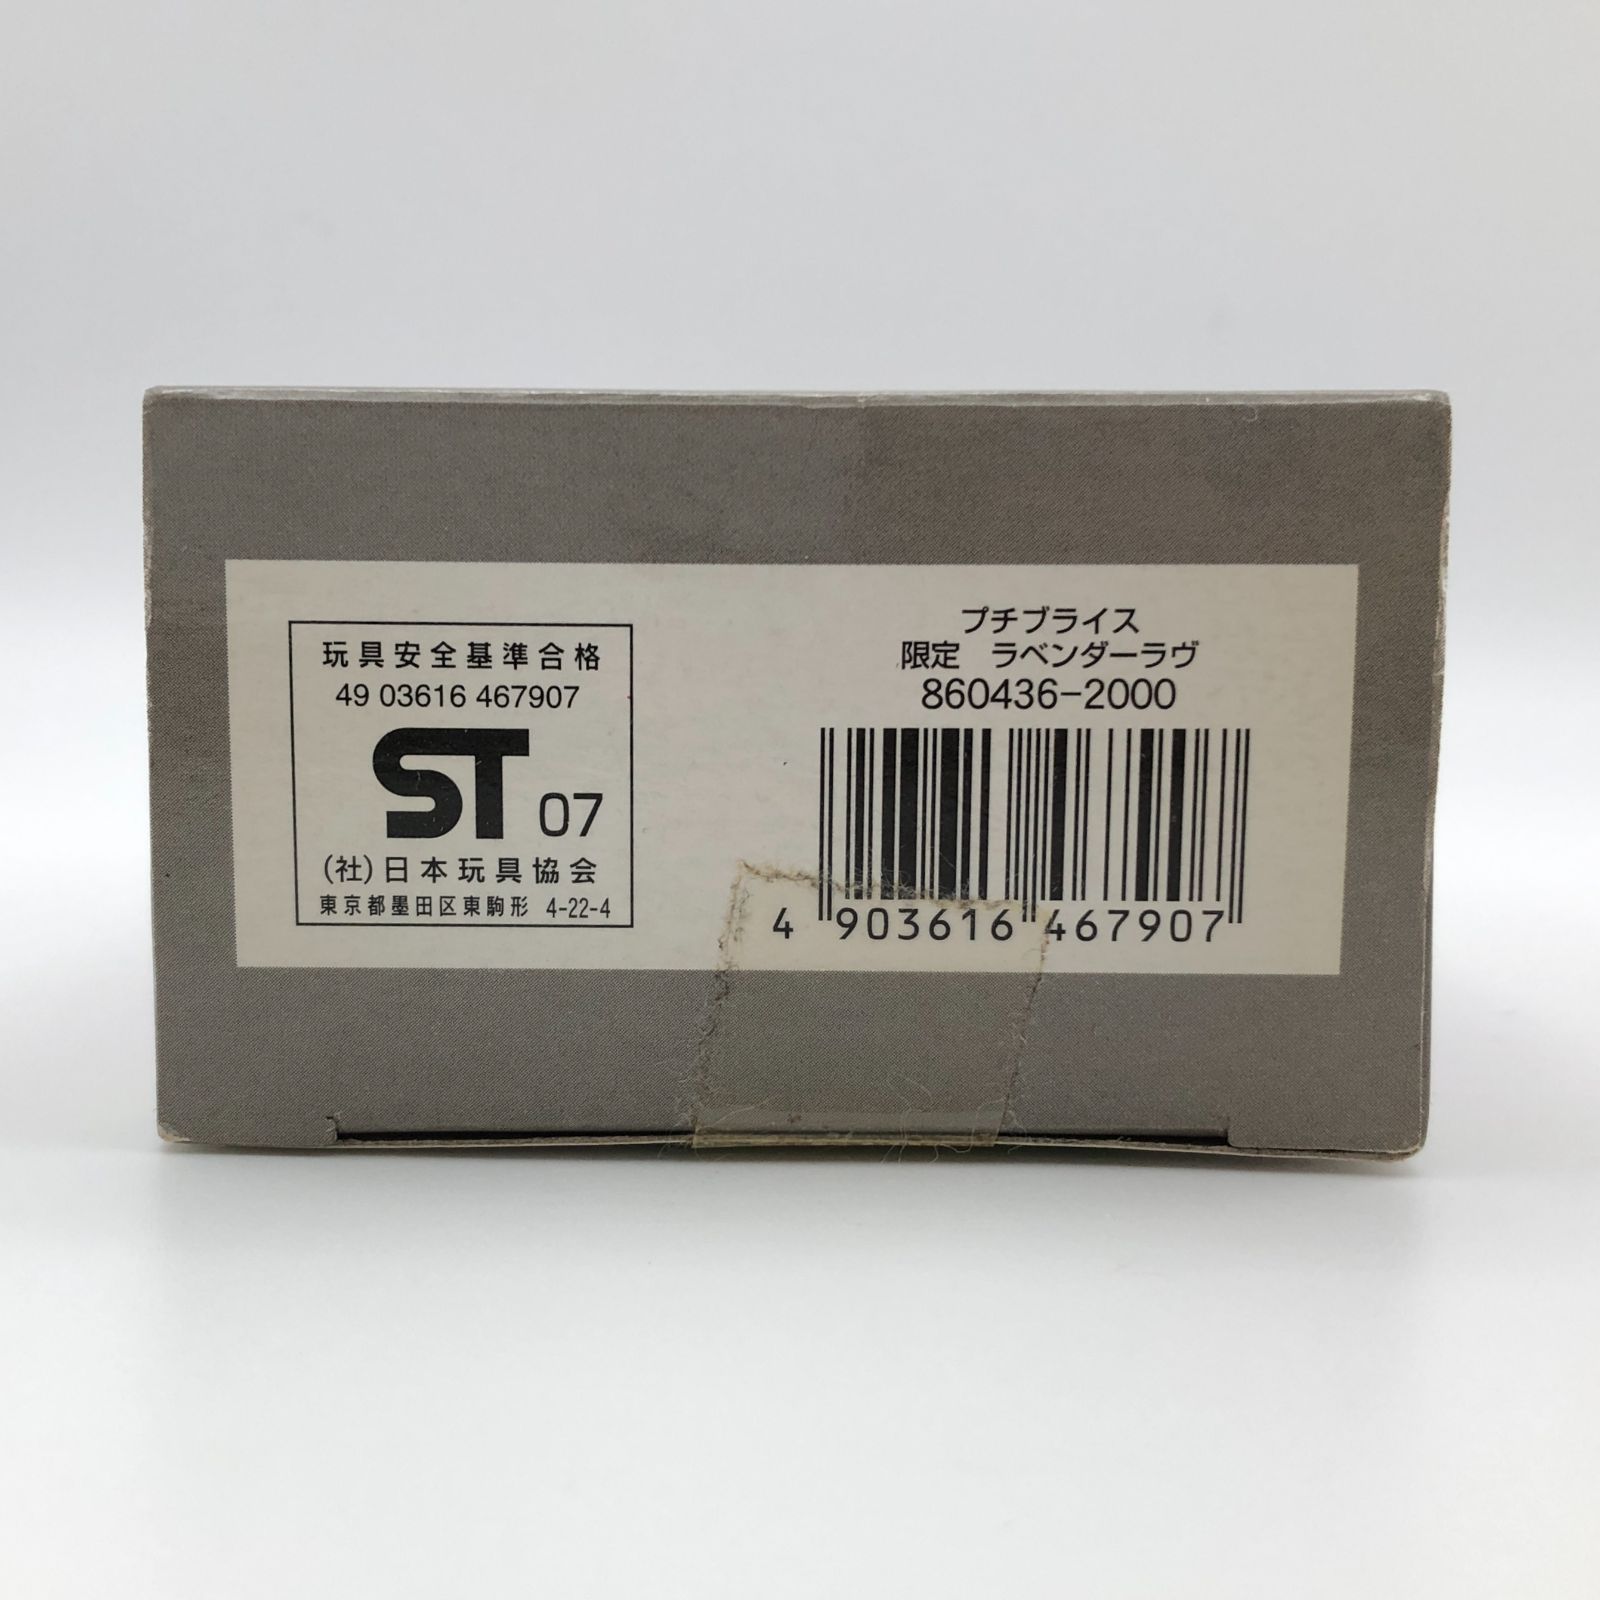 玩具安全基準合格
49 03616 467907
ST 07
(社)日本玩具協会
東京都墨田区東駒形 4-22-4
プチブライス
限定 ラベンダーラヴ
860436-2000
4 903616 467907